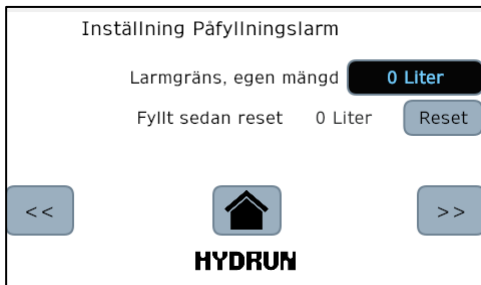 Inställning Påfyllningslarm
Larmgräns, egen mängd 0 Liter
Fyllt sedan reset 0 Liter Reset
<< >>
HYDRUN